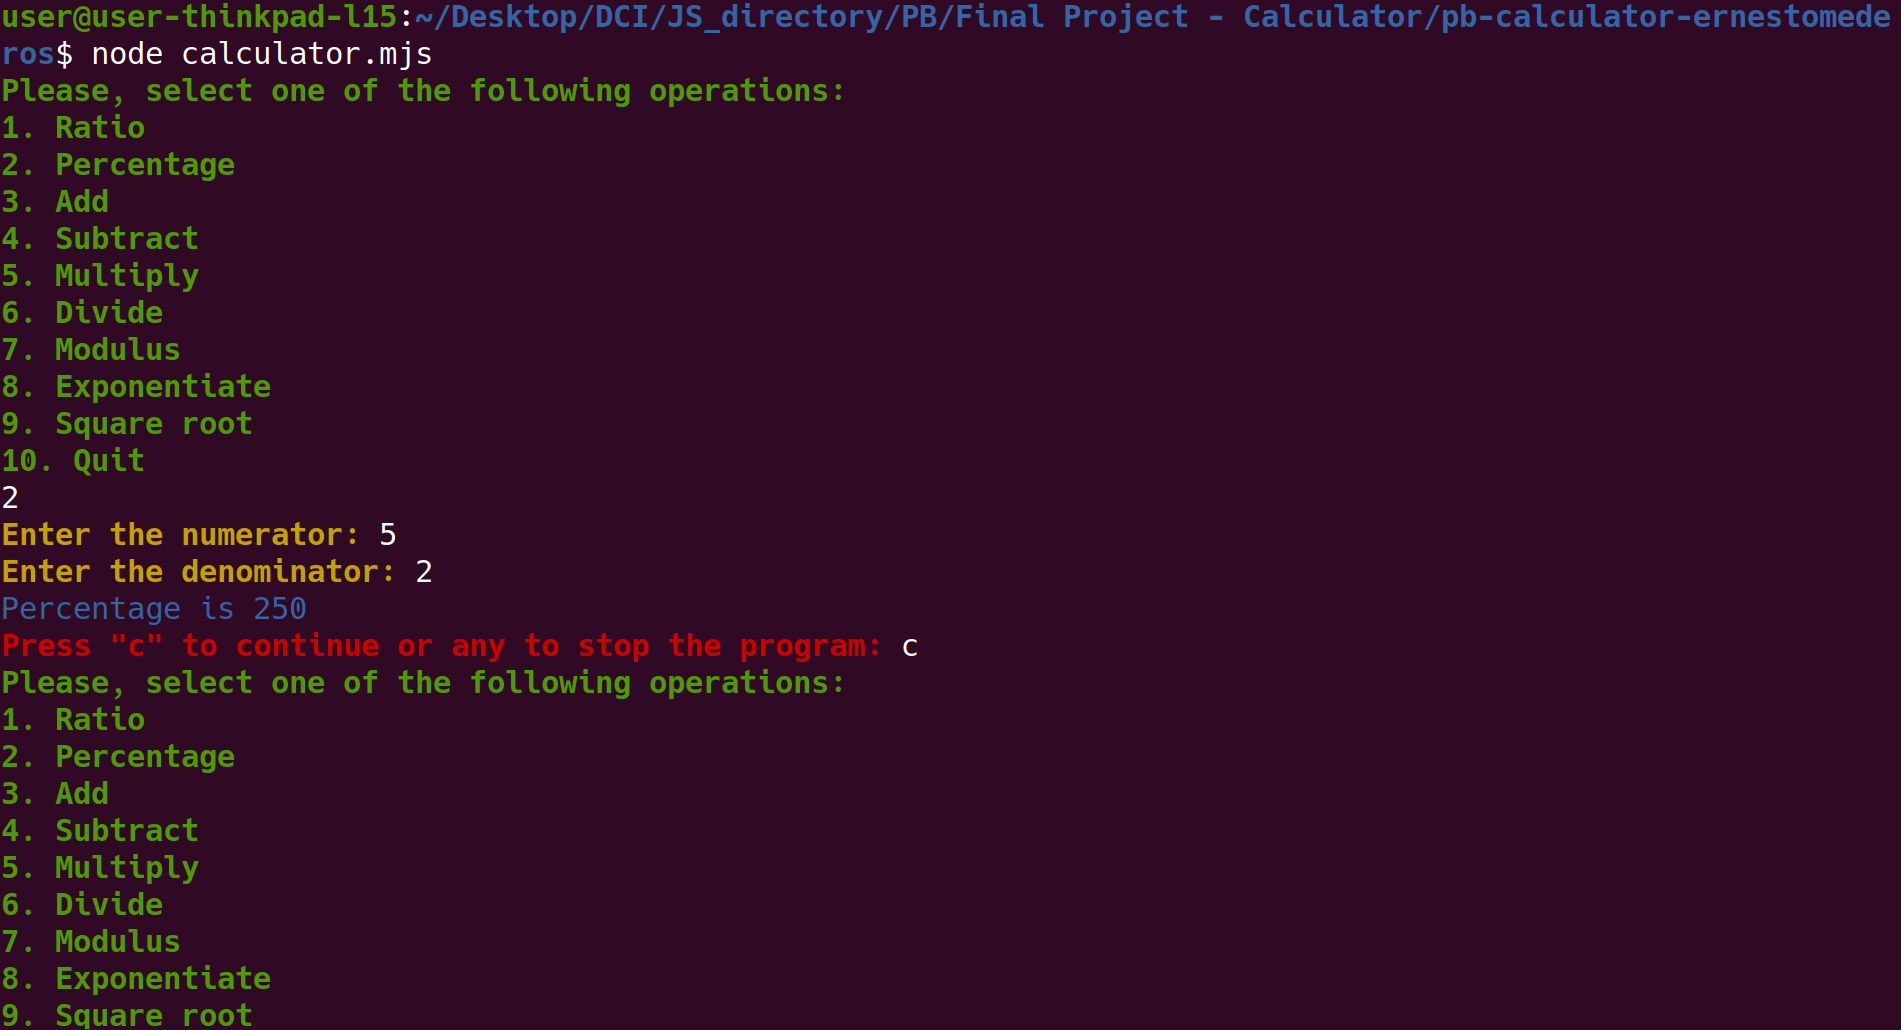 user@user-thinkpad-l15:~/Desktop/DCI/JS_directory/PB/Final Project - Calculator/pb-calculator-ernestomede
ros$ node calculator.mjs
Please, select one of the following operations:
1. Ratio
2. Percentage
3. Add
4. Subtract
5. Multiply
6. Divide
7. Modulus
8. Exponentiate
9. Square root
10. Quit
2
Enter the numerator: 5
Enter the denominator: 2
Percentage is 250
Press "c" to continue or any to stop the program: c
Please, select one of the following operations:
1. Ratio
2. Percentage
3. Add
4. Subtract
5. Multiply
6. Divide
7. Modulus
8. Exponentiate
9. Square root